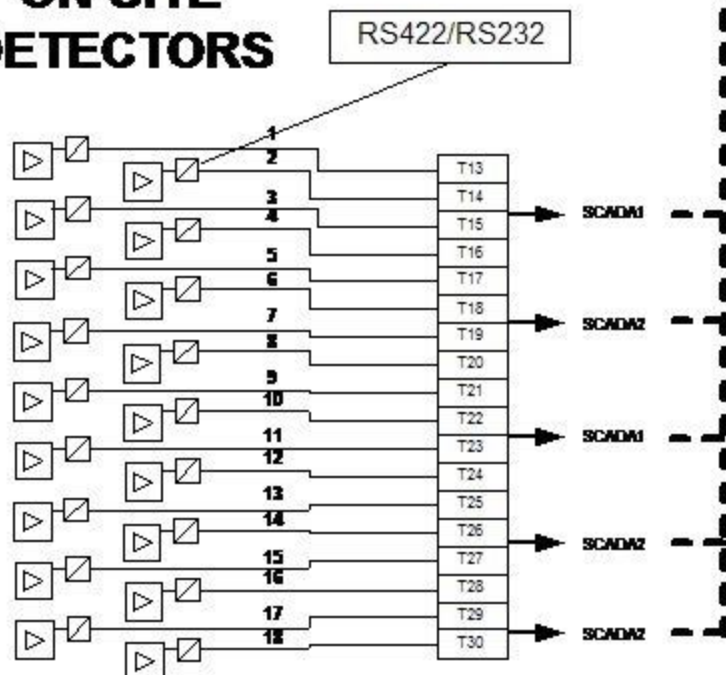 ON SITE
DETECTORS
RS422/RS232
1
2
3
4
5
6
7
8
9
10
11
12
13
14
15
16
17
18
T13
T14
T15
T16
T17
T18
T19
T20
T21
T22
T23
T24
T25
T26
T27
T28
T29
T30
SCADA1
SCADA2
SCADA1
SCADA2
SCADA2